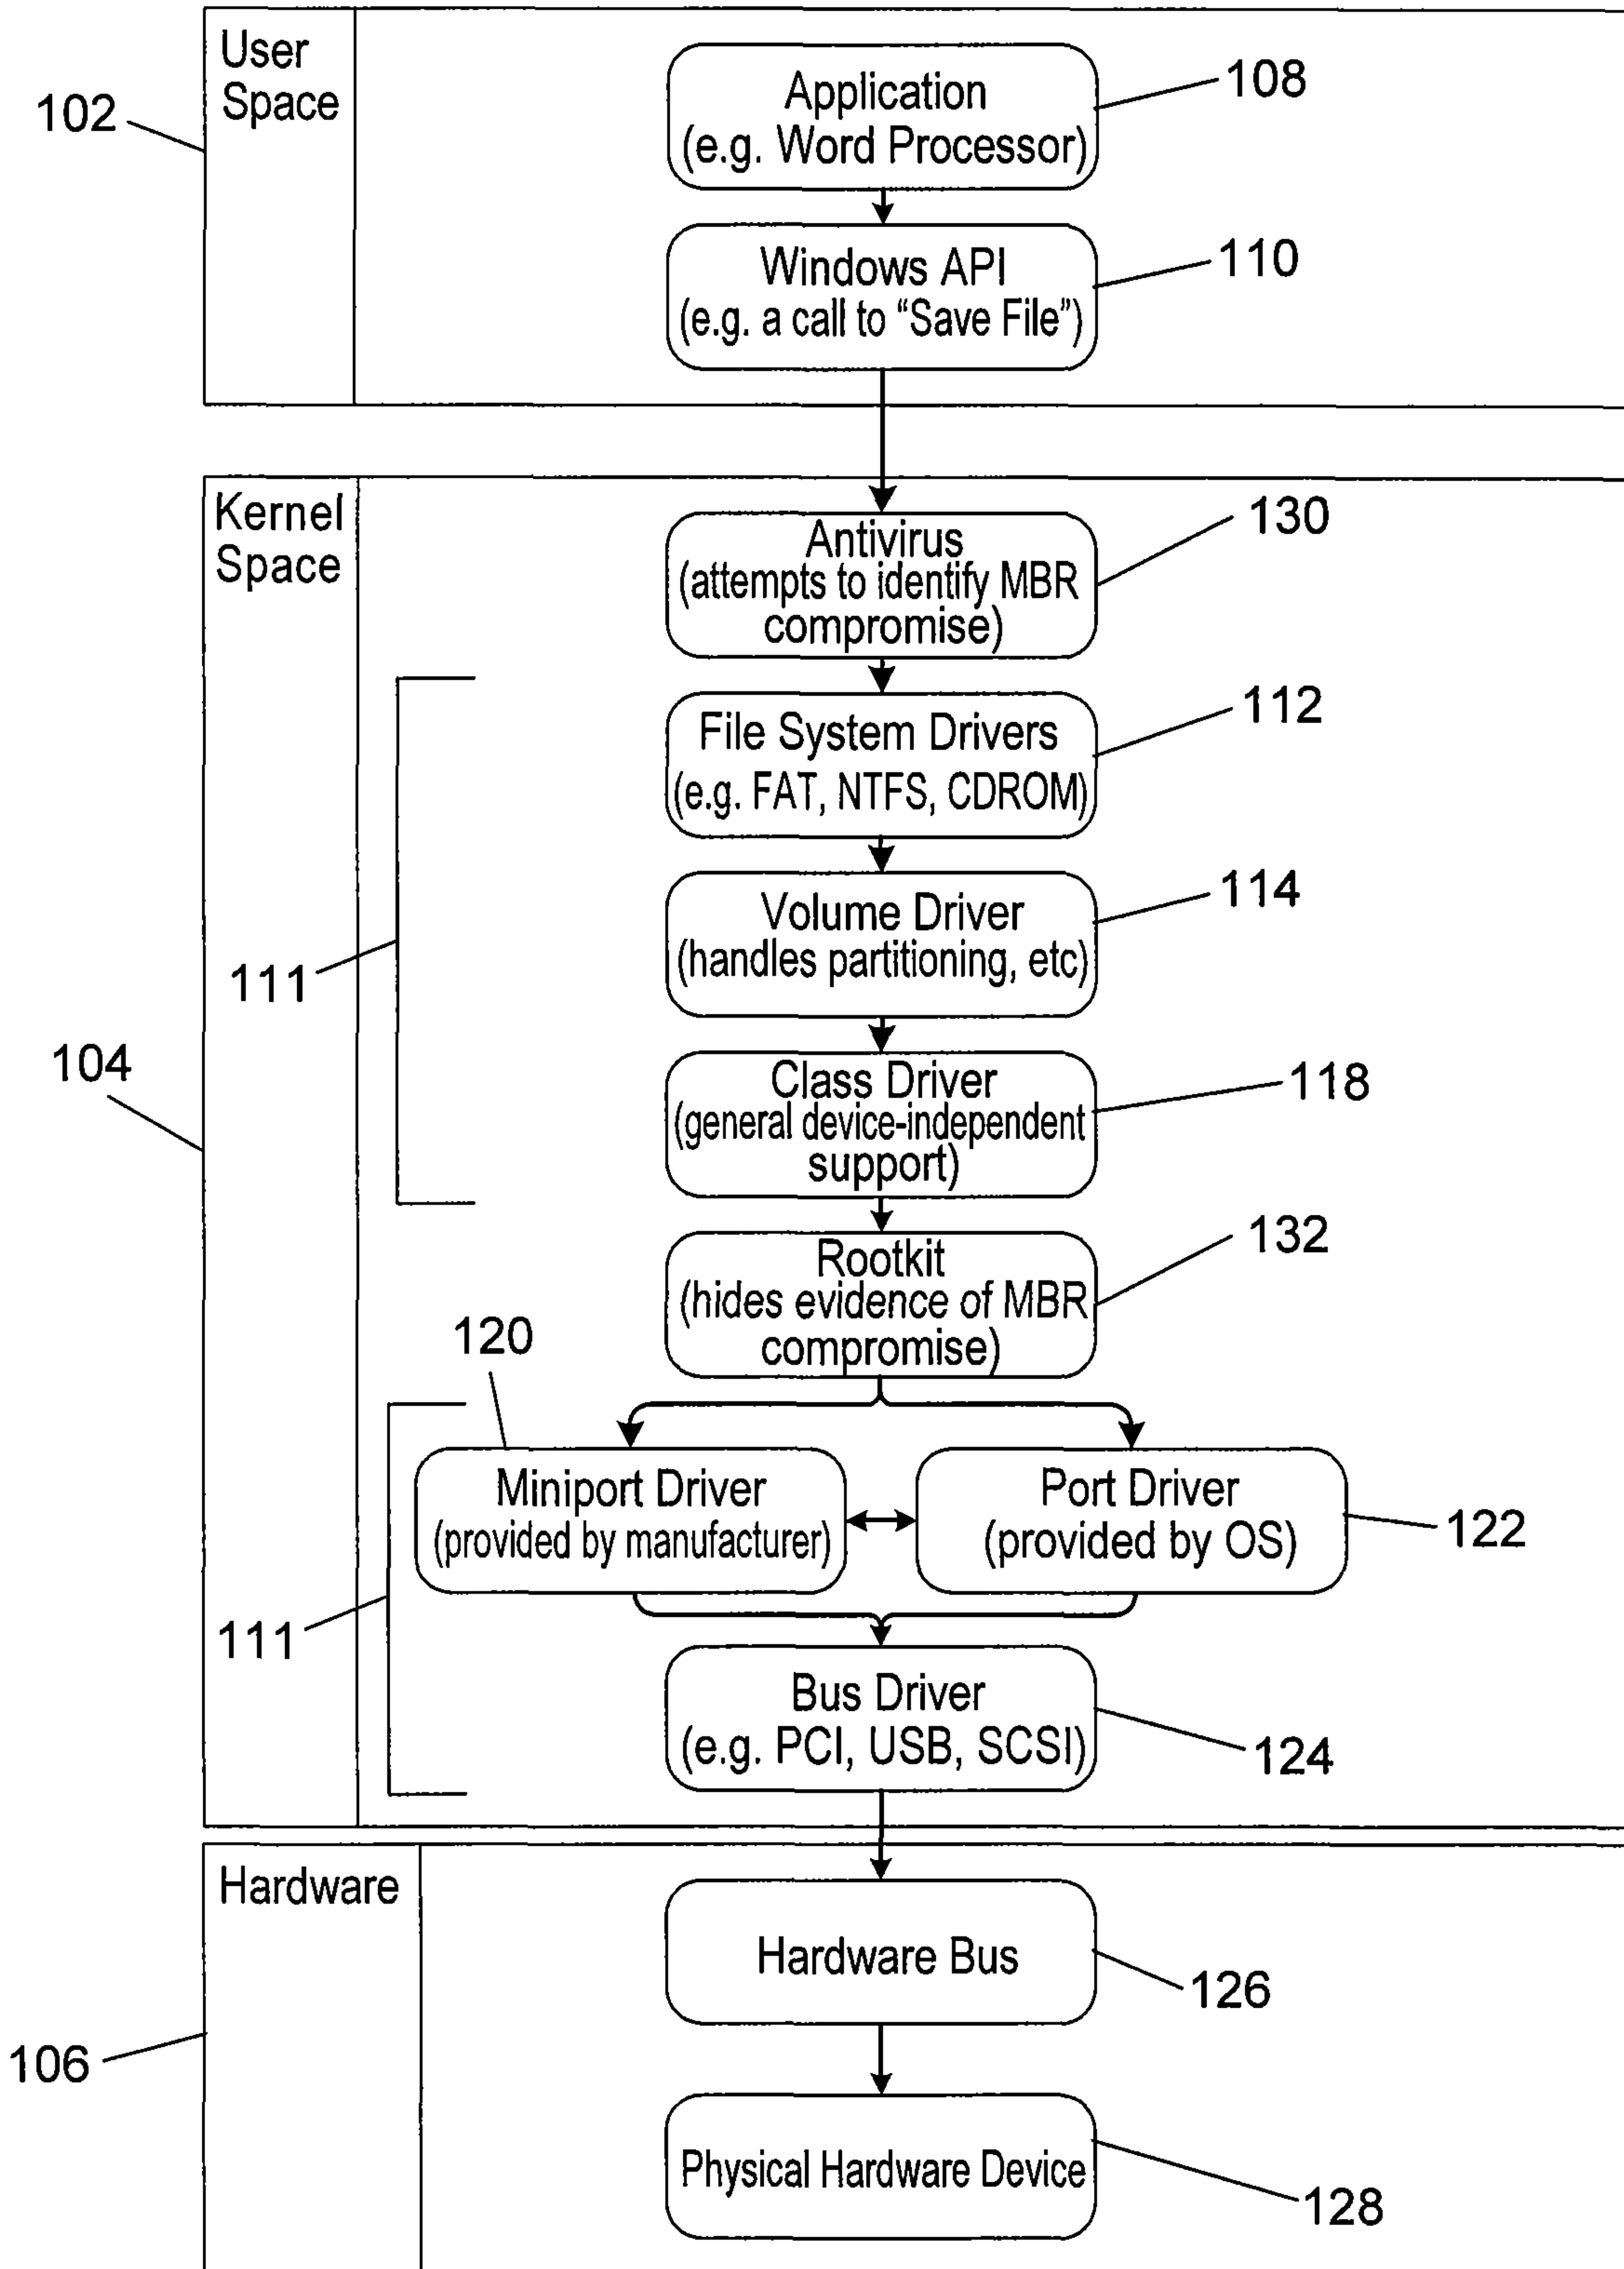 User
Space
102
Application
(e.g. Word Processor)
108
Windows API
(e.g. a call to “Save File”)
110
Kernel
Space
104
Antivirus
(attempts to identify MBR
compromise)
130
111
File System Drivers
(e.g. FAT, NTFS, CDROM)
112
Volume Driver
(handles partitioning, etc)
114
Class Driver
(general device-independent
support)
118
Rootkit
(hides evidence of MBR
compromise)
132
120
Miniport Driver
(provided by manufacturer)
Port Driver
(provided by OS)
122
111
Bus Driver
(e.g. PCI, USB, SCSI)
124
Hardware
106
Hardware Bus
126
Physical Hardware Device
128